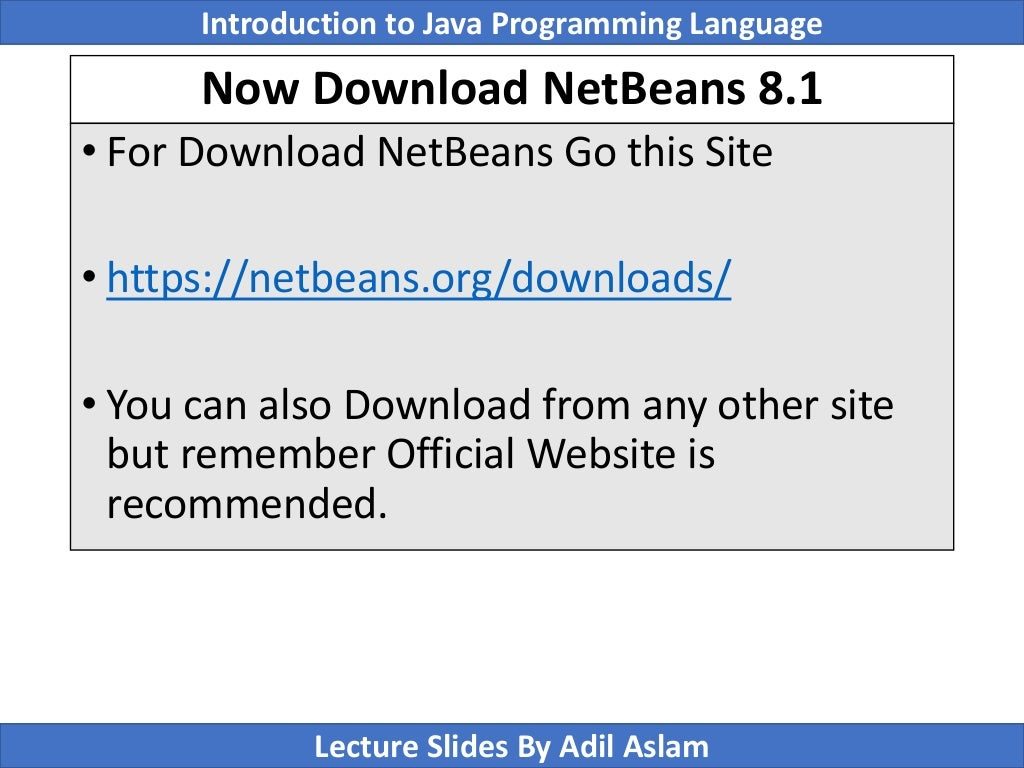 Introduction to Java Programming Language
Now Download NetBeans 8.1
• For Download NetBeans Go this Site
• https://netbeans.org/downloads/
• You can also Download from any other site
but remember Official Website is
recommended.
Lecture Slides By Adil Aslam